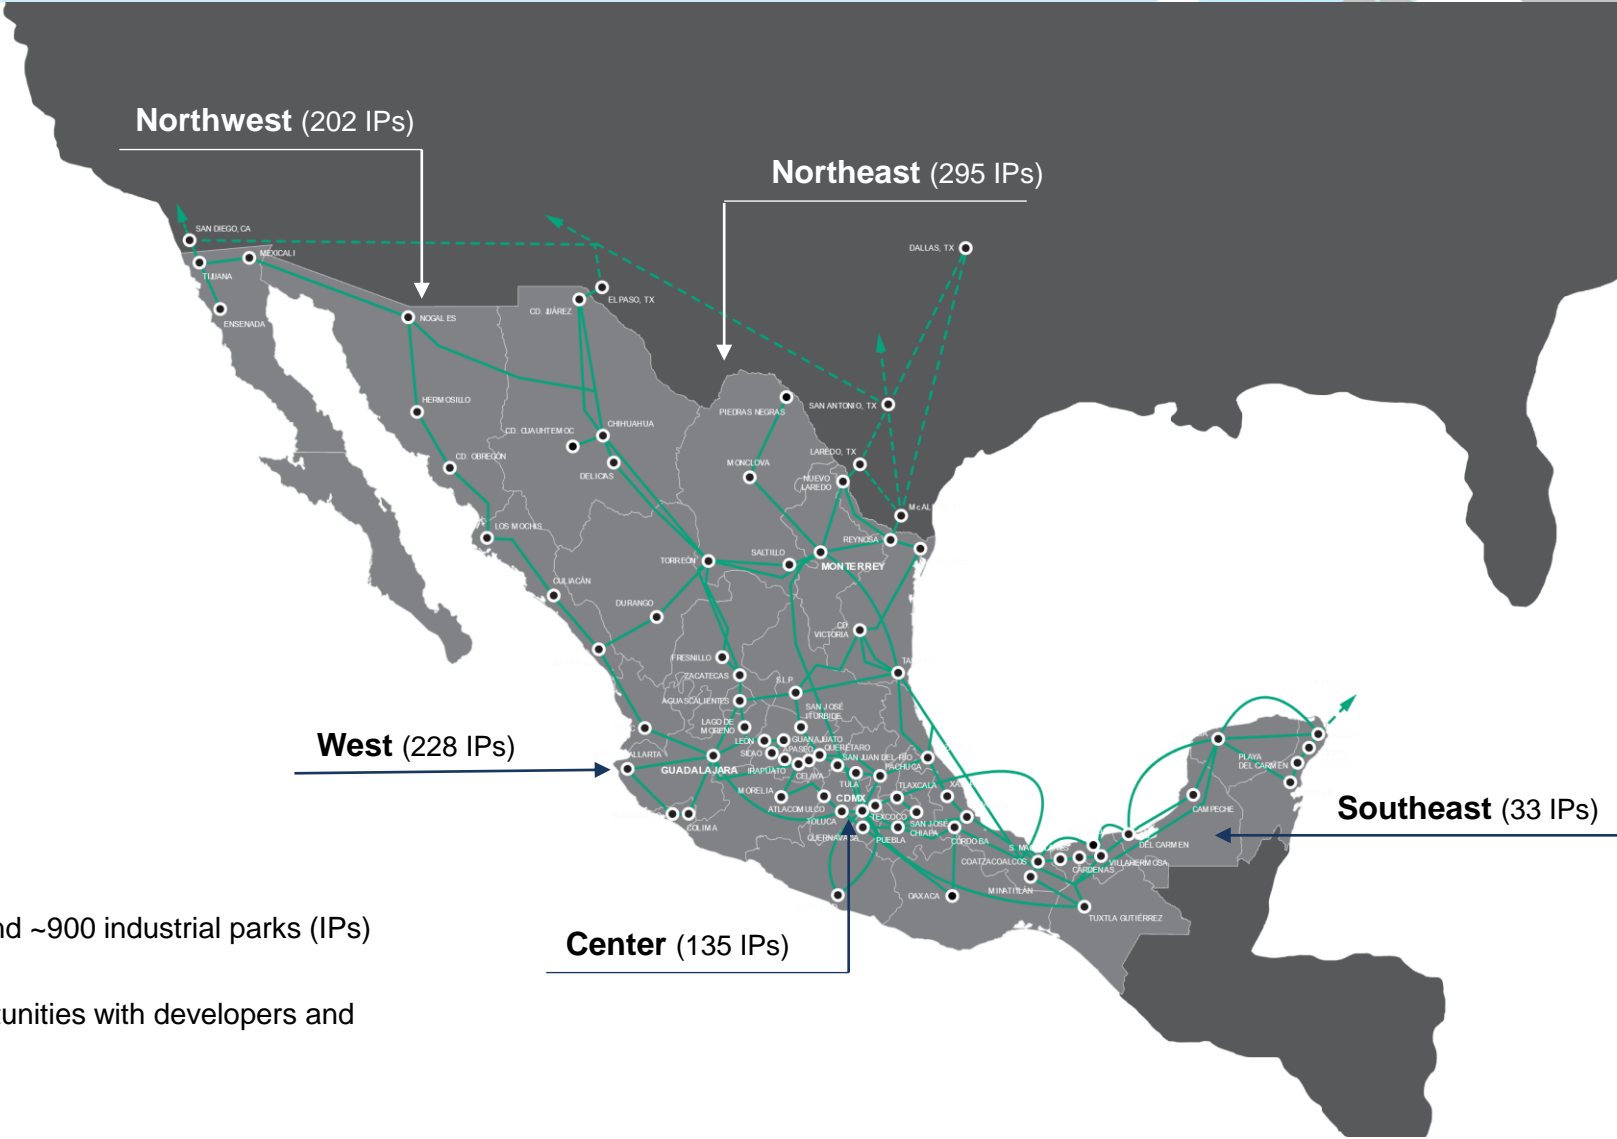 Northwest (202 IPs)
Northeast (295 IPs)
SAN DIEGO, CA
MEXICALI
TIJUANA
ENSENADA
NOGALES
CD. JUÁREZ
EL PASO, TX
DALLAS, TX
HERMOSILLO
CD. OBREGÓN
LOS MOCHIS
CULIACÁN
CD. CUAUHTEMOC
CHIHUAHUA
DELICIAS
PIEDRAS NEGRAS
SAN ANTONIO, TX
MONCLOVA
LAREDO, TX
NUEVO
LAREDO
REYNOSA
TORREÓN
SALTILLO
MONTERREY
DURANGO
CD
VICTORIA
FRESNILLO
ZACATECAS
S.L.P.
AGUASCALIENTES
SAN JOSÉ
ITURBIDE
LAGO DE
MORENO
LEÓN
GUANAJUATO
SILAO
APASEO
QUERÉTARO
IRAPUATO
CELAYA
SAN JUAN DEL RÍO
PACHUCA
TULA
GUADALAJARA
West (228 IPs)
MORELIA
ATLACOMULCO
CDMX
TLAXCALA
TOLUCA
TEXCOCO
SAN JOSÉ
CHIAPA
COLIMA
PUEBLA
CÓRDOBA
COATZACOALCOS
CÁRDENAS
VILLAHERMOSA
MINATITLÁN
OAXACA
TUXTLA GUTIÉRREZ
PLAYA
DEL CARMEN
CAMPECHE
DEL CARMEN
Southeast (33 IPs)
Center (135 IPs)
~900 industrial parks (IPs)
with developers and